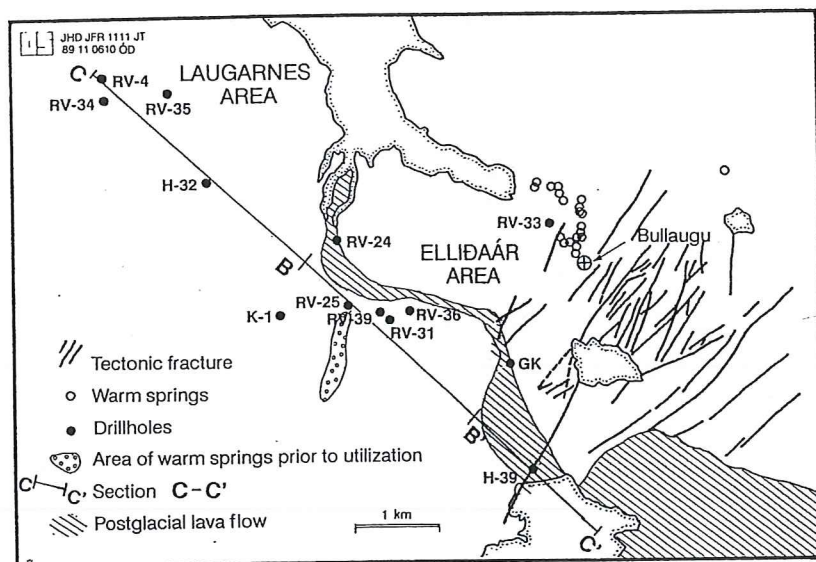 JHD JFR 1111 JT
89 11 0610 ÓD
C
RV-4
LAUGARNES
AREA
RV-34
RV-35
H-32
RV-33
Bullaugu
RV-24
ELLIÐAÁR
AREA
B
RV-25
RV-39
RV-36
K-1
RV-31
GK
Tectonic fracture
Warm springs
Drillholes
B'
Area of warm springs prior to utilization
H-39
C C' Section C-C'
Postglacial lava flow
1 km
C'